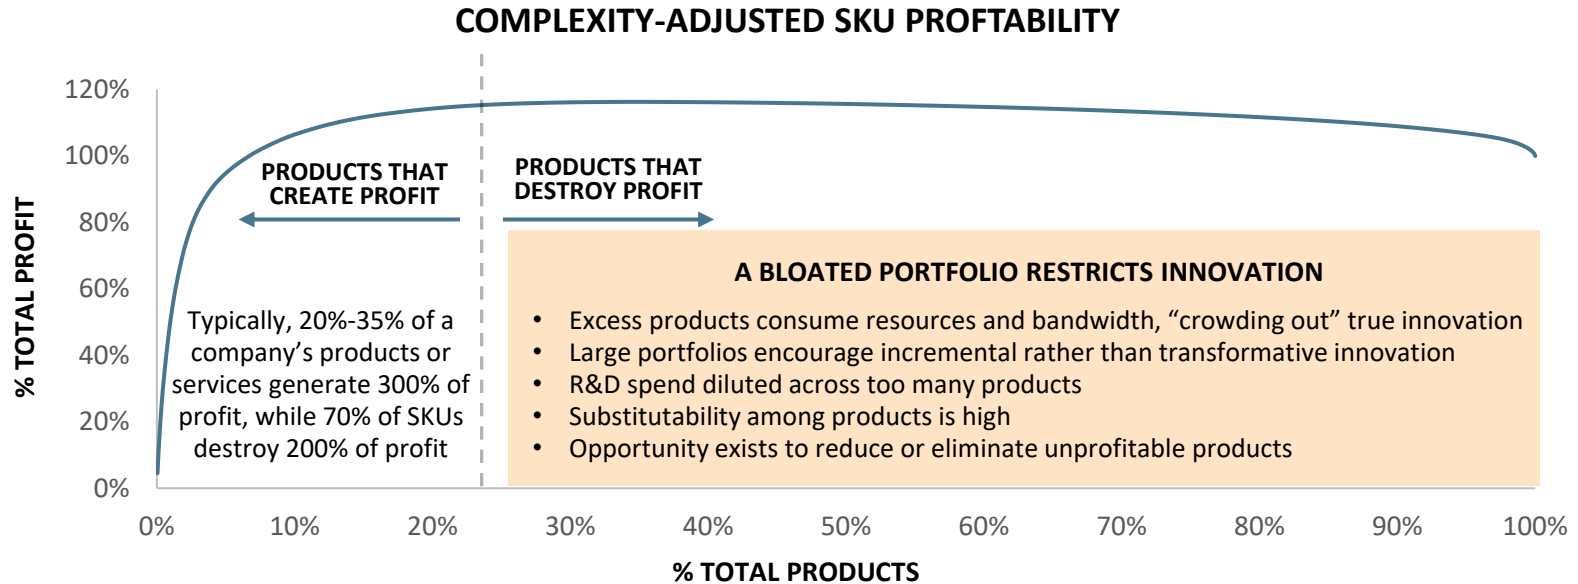 COMPLEXITY-ADJUSTED SKU PROFTABILITY
120%
100%
80%
60%
40%
20%
0%
% TOTAL PROFIT
PRODUCTS THAT
CREATE PROFIT
PRODUCTS THAT
DESTROY PROFIT
Typically, 20%-35% of a
company’s products or
services generate 300% of
profit, while 70% of SKUs
destroy 200% of profit
A BLOATED PORTFOLIO RESTRICTS INNOVATION
• Excess products consume resources and bandwidth, “crowding out” true innovation
• Large portfolios encourage incremental rather than transformative innovation
• R&D spend diluted across too many products
• Substitutability among products is high
• Opportunity exists to reduce or eliminate unprofitable products
0% 10% 20% 30% 40% 50% 60% 70% 80% 90% 100%
% TOTAL PRODUCTS